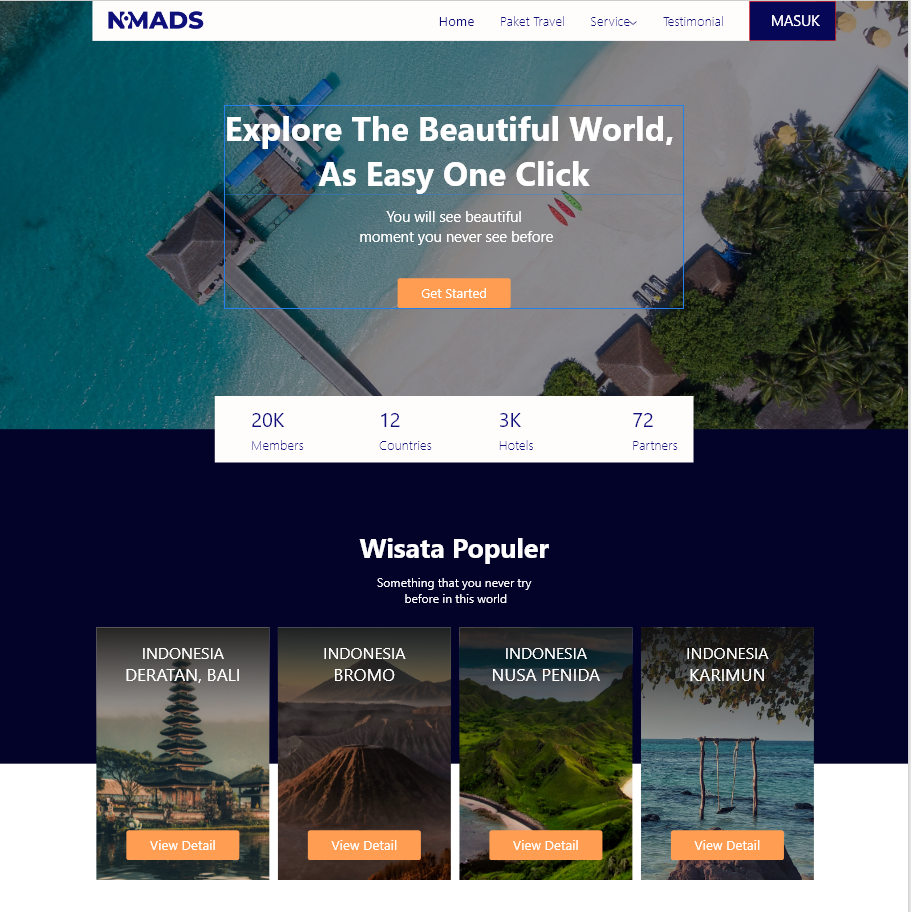 NOMADS
Home Paket Travel Service Testimonial MASUK
Explore The Beautiful World,
As Easy One Click
You will see beautiful
moment you never see before
Get Started
20K 12 3K 72
Members Countries Hotels Partners
Wisata Populer
Something that you never try
before in this world
INDONESIA
DERATAN, BALI
View Detail
INDONESIA
BROMO
View Detail
INDONESIA
NUSA PENIDA
View Detail
INDONESIA
KARIMUN
View Detail